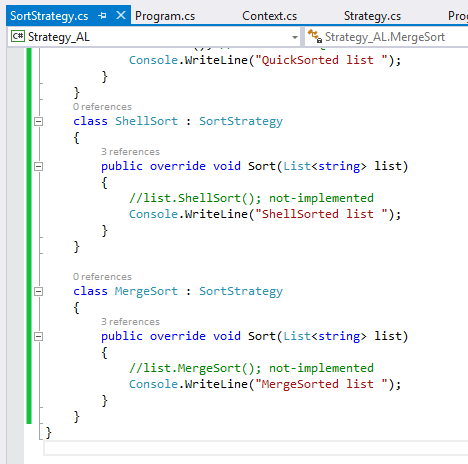 SortStrategy.cs Program.cs Context.cs Strategy.cs Pro
C# Strategy_AL Strategy_AL.MergeSort
Console.WriteLine("QuickSorted list ");
}
}
0 references
class ShellSort : SortStrategy
{
3 references
public override void Sort(List<string> list)
{
//list.ShellSort(); not-implemented
Console.WriteLine("ShellSorted list ");
}
}
0 references
class MergeSort : SortStrategy
{
3 references
public override void Sort(List<string> list)
{
//list.MergeSort(); not-implemented
Console.WriteLine("MergeSorted list ");
}
}
}